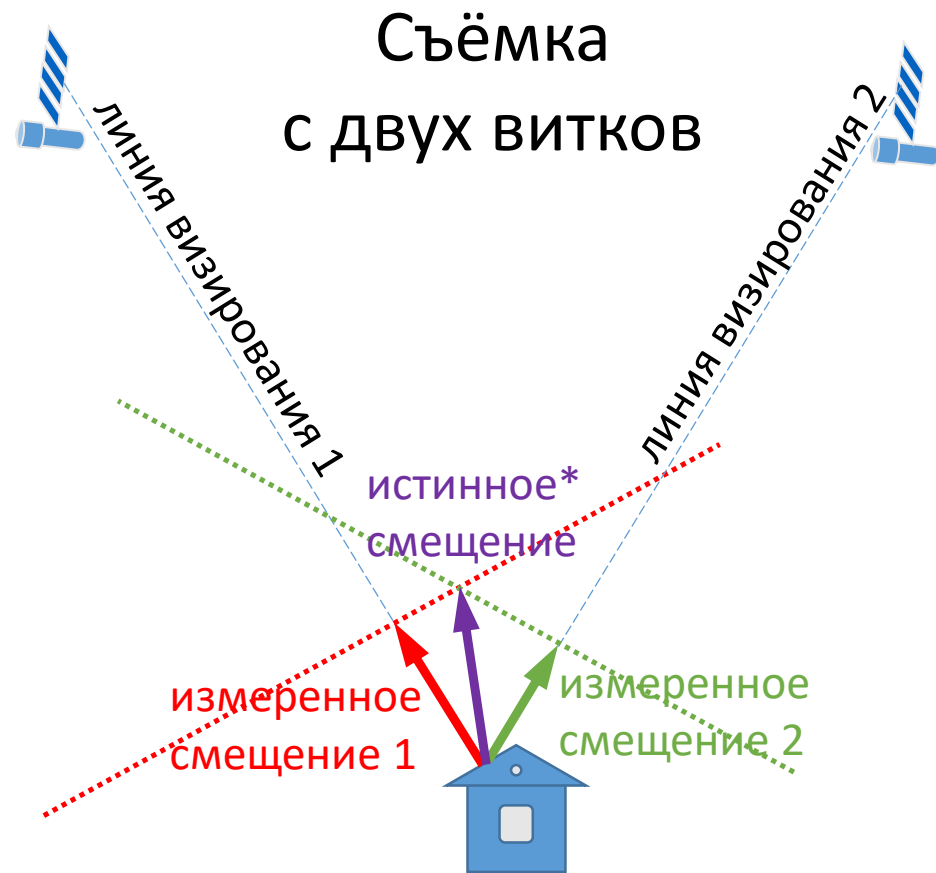 Съёмка
с двух витков
линия визирования 1
линия визирования 2
истинное*
смещение
измеренное
смещение 1
измеренное
смещение 2